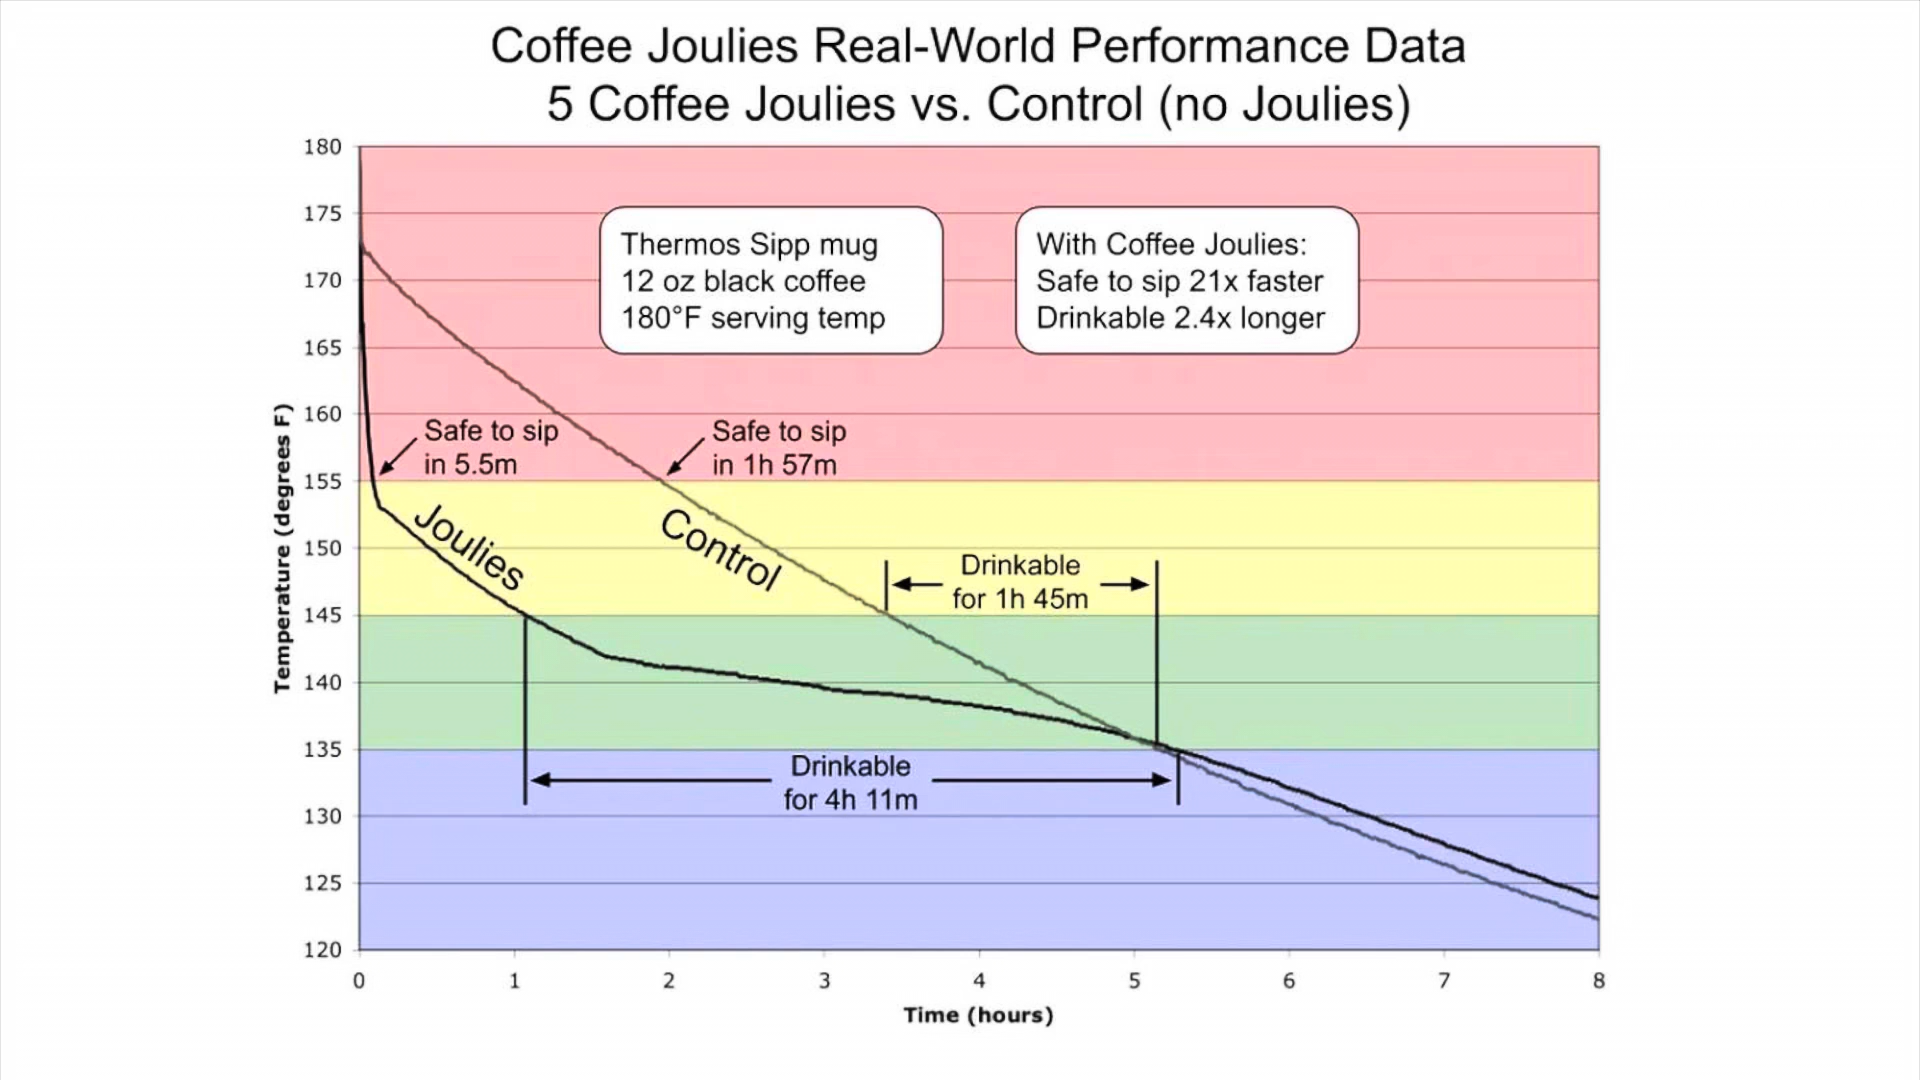 Coffee Joulies Real-World Performance Data
5 Coffee Joulies vs. Control (no Joulies)
180
175
170
165
160
155
150
145
140
135
130
125
120
Temperature (degrees F)
Thermos Sipp mug
12 oz black coffee
180°F serving temp
With Coffee Joulies:
Safe to sip 21x faster
Drinkable 2.4x longer
Safe to sip
in 5.5m
Safe to sip
in 1h 57m
Joulies
Control
Drinkable
for 1h 45m
Drinkable
for 4h 11m
0 1 2 3 4 5 6 7 8
Time (hours)